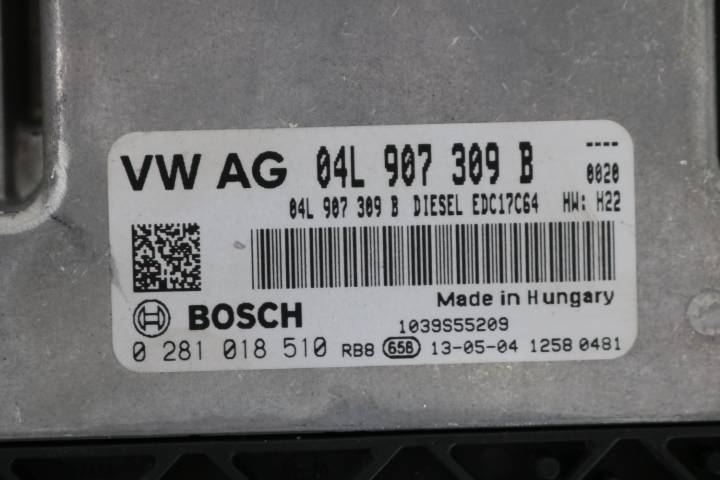 VW AG 04L 907 309 B ----
0020
04L 907 309 B DIESEL EDC17C64 HW: H22
Made in Hungary
BOSCH 1039S55209
0 281 018 510 RB8 658 13-05-04 1258 0481